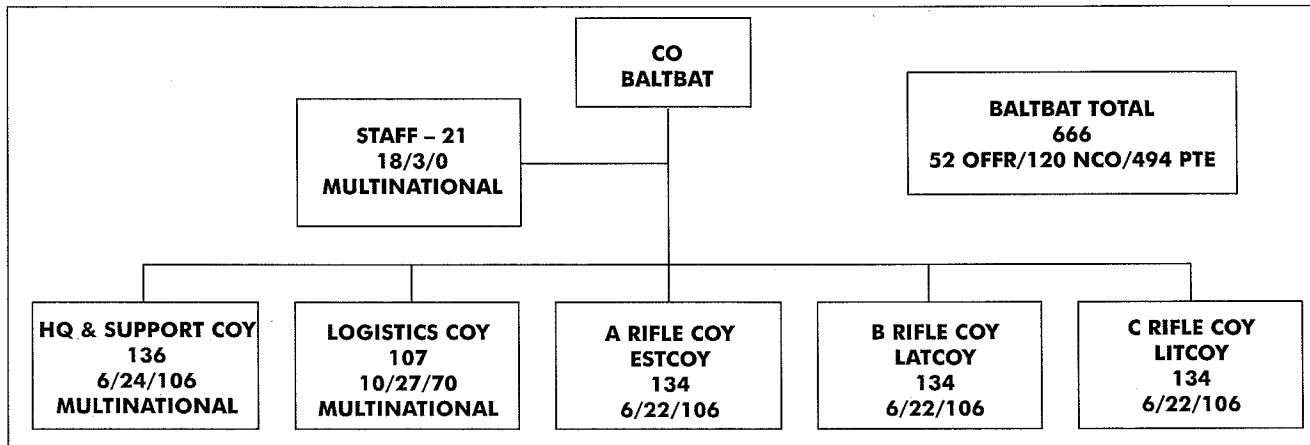 CO
BALTBAT
STAFF – 21
18/3/0
MULTINATIONAL
BALTBAT TOTAL
666
52 OFFR/120 NCO/494 PTE
HQ & SUPPORT COY
136
6/24/106
MULTINATIONAL
LOGISTICS COY
107
10/27/70
MULTINATIONAL
A RIFLE COY
ESTCOY
134
6/22/106
B RIFLE COY
LATCOY
134
6/22/106
C RIFLE COY
LITCOY
134
6/22/106